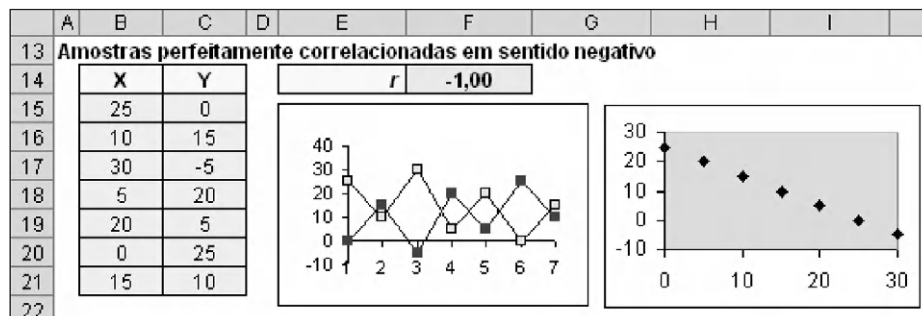 A B C D E F G H I
13 Amostras perfeitamente correlacionadas em sentido negativo
14 X Y r -1,00
15 25 0
16 10 15
17 30 -5
18 5 20
19 20 5
20 0 25
21 15 10
22
40
30
20
10
0
-10
1 2 3 4 5 6 7
30
20
10
0
-10
0 10 20 30